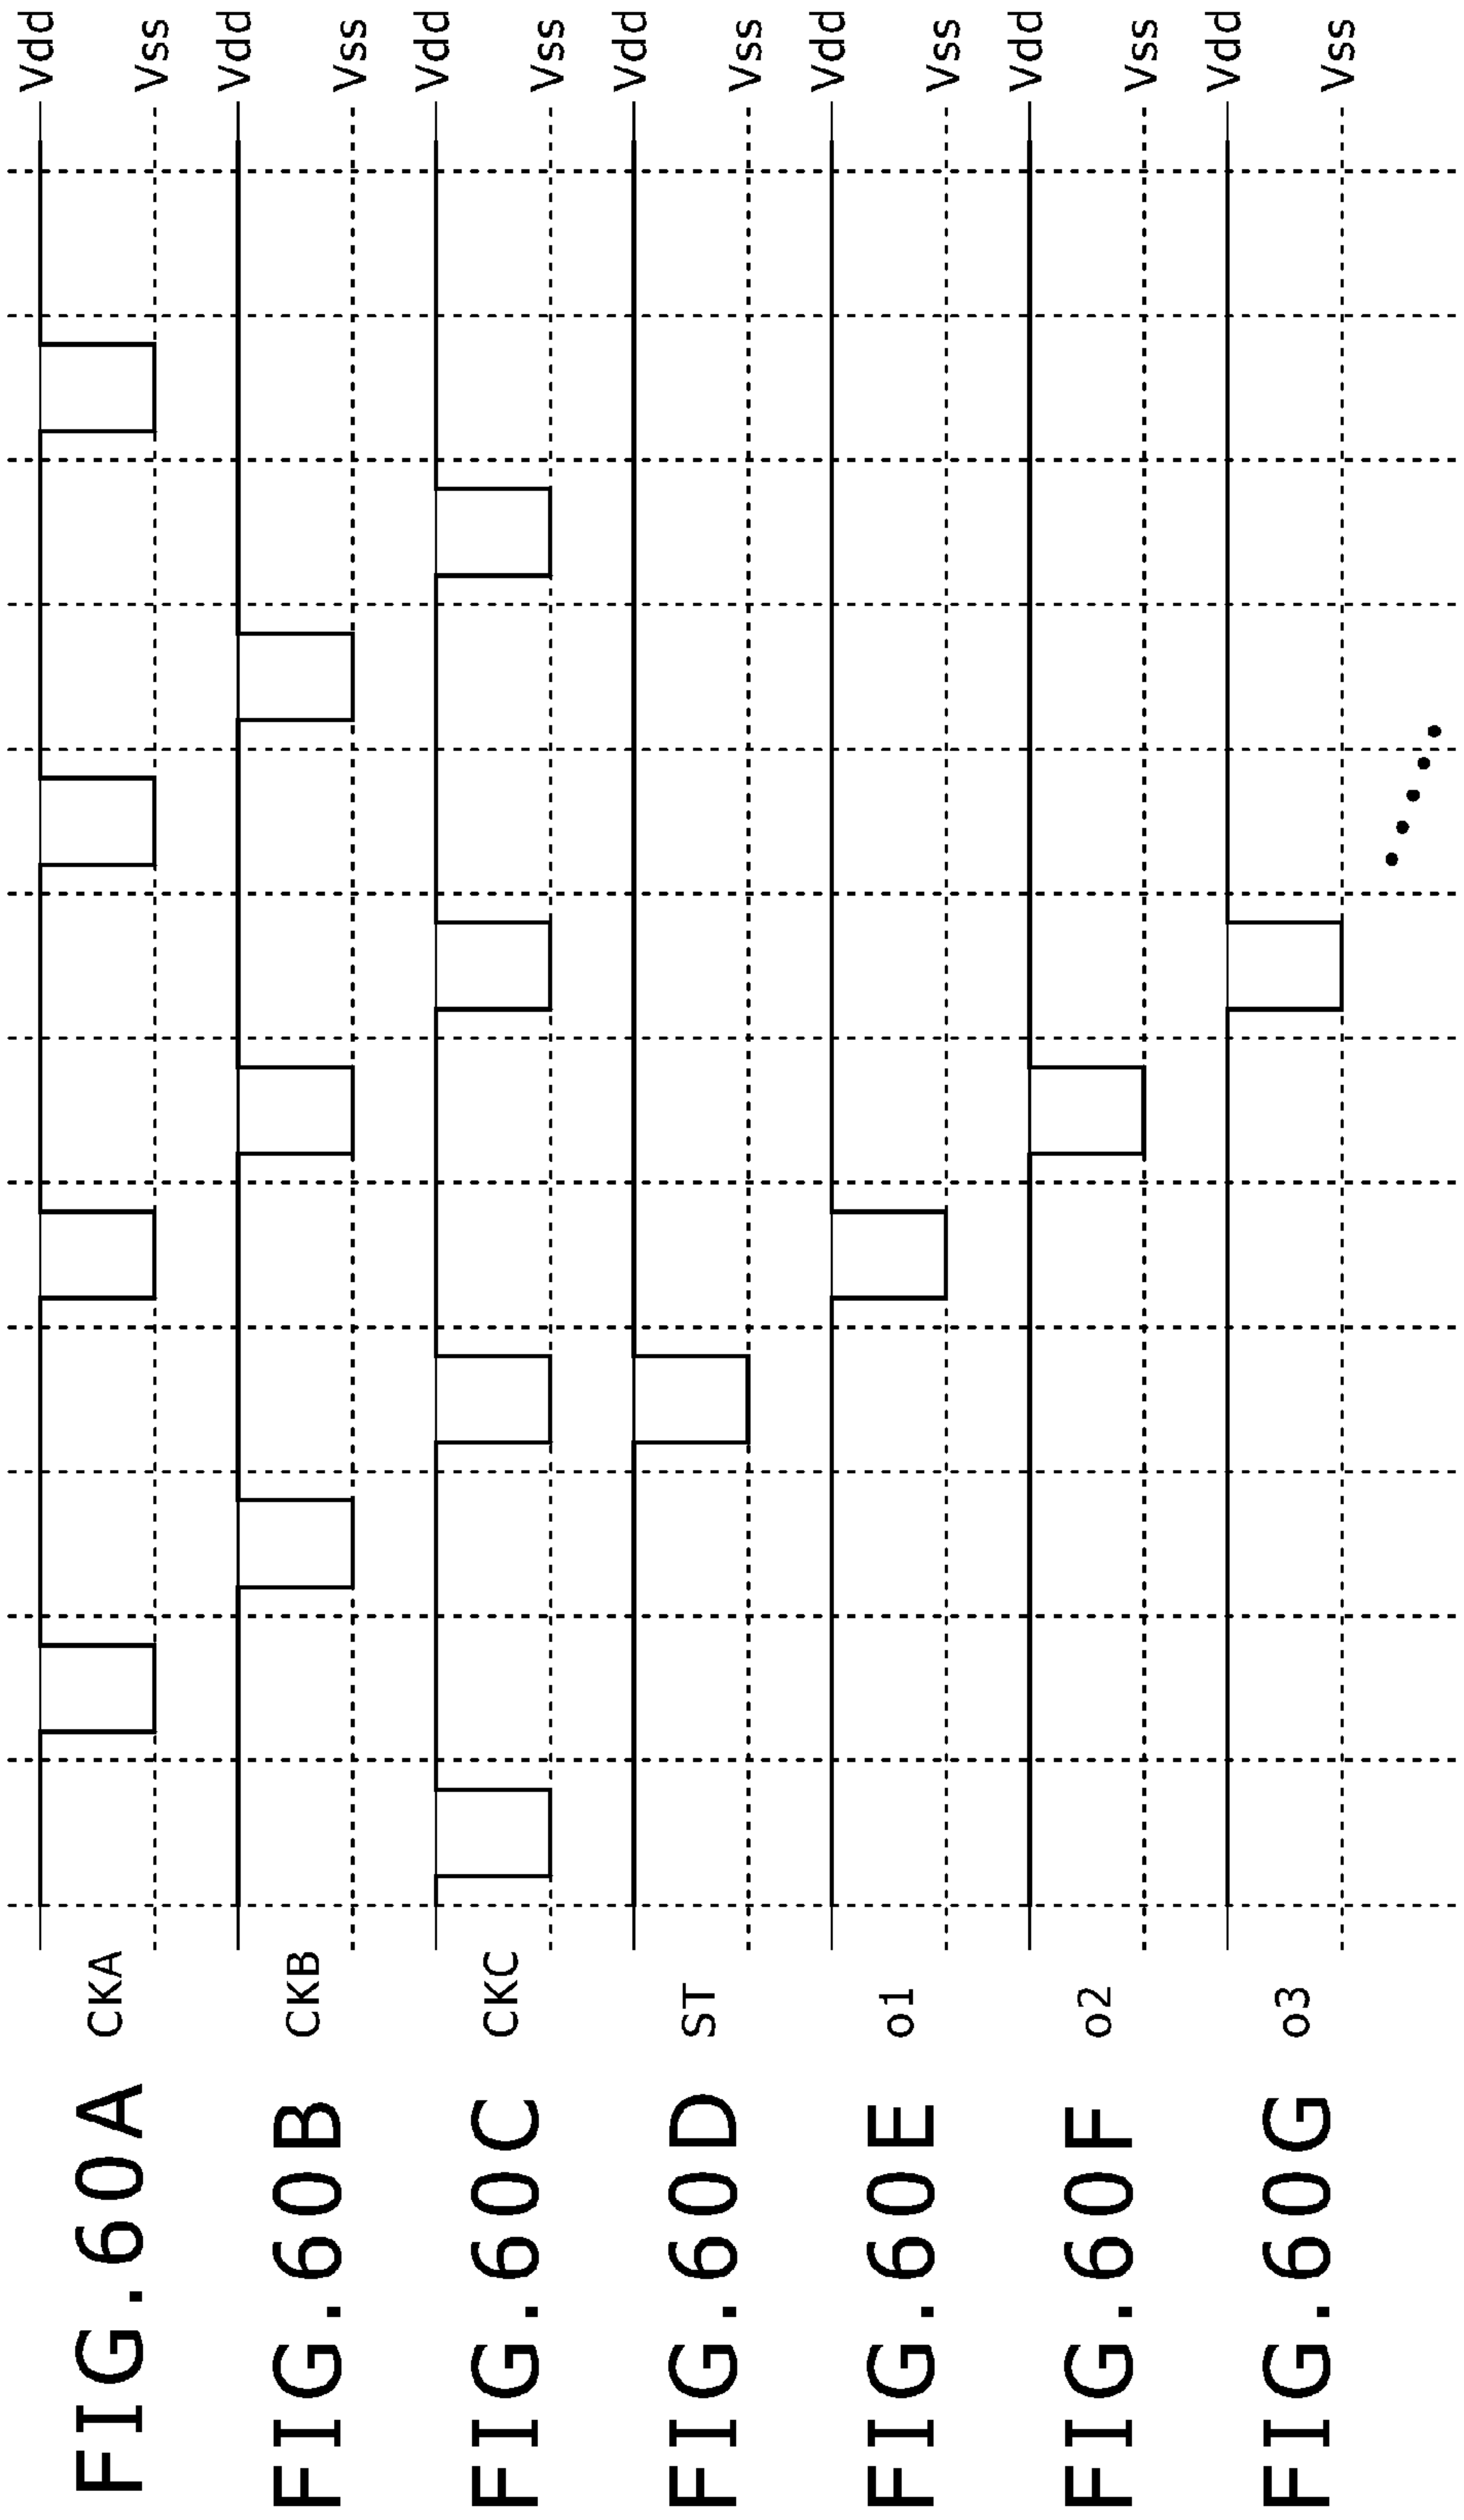 FIG.60A CKA Vdd
Vss
FIG.60B CKB Vdd
Vss
FIG.60C CKC Vdd
Vss
FIG.60D ST Vdd
Vss
FIG.60E o1 Vdd
Vss
FIG.60F o2 Vdd
Vss
FIG.60G o3 Vdd
Vss